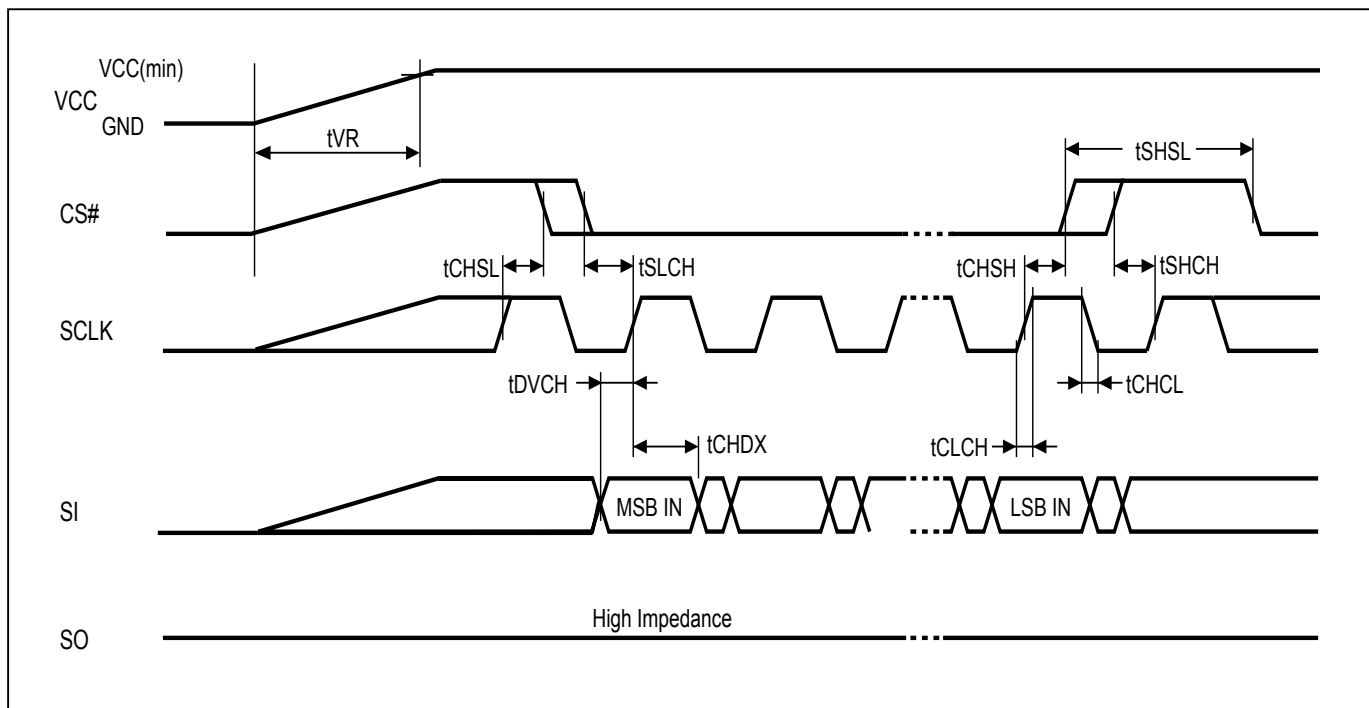 VCC(min)
VCC
GND
tVR
tSHSL
CS#
tCHSL
tSLCH
tCHSH
tSHCH
SCLK
tDVCH
tCHCL
tCHDX
tCLCH
SI
MSB IN
LSB IN
High Impedance
SO